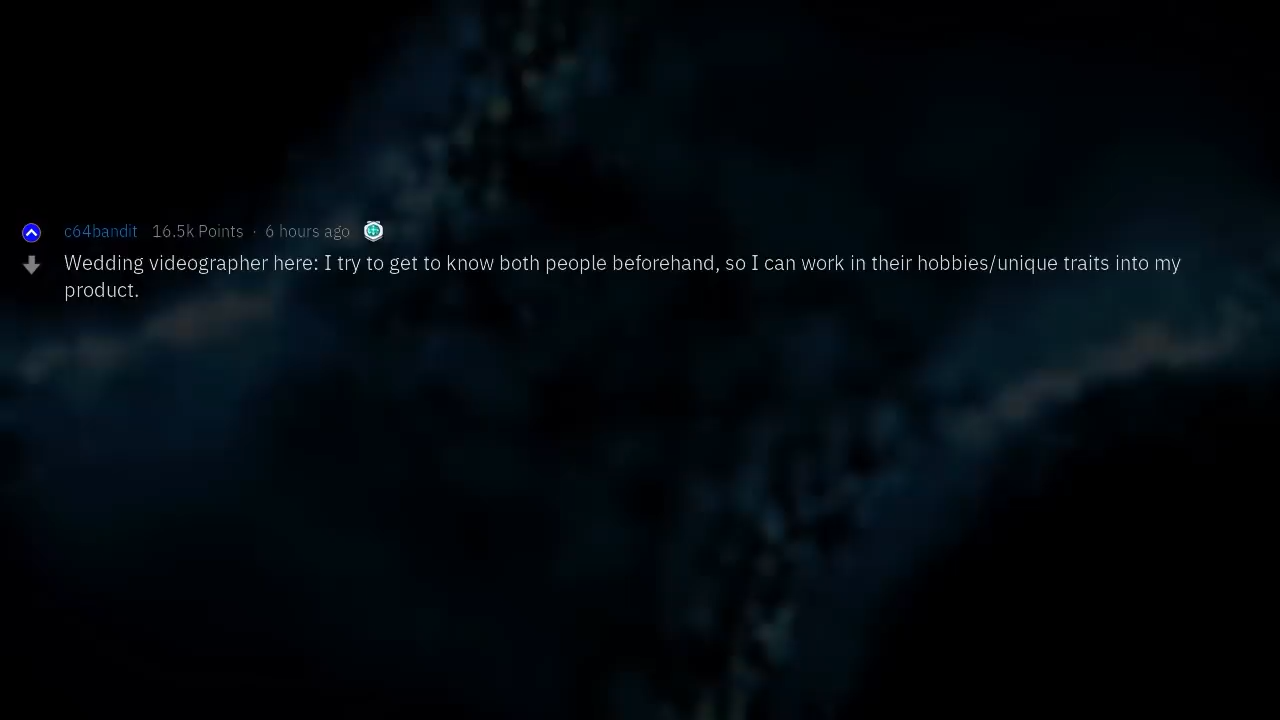 c64bandit 16.5k Points · 6 hours ago
Wedding videographer here: I try to get to know both people beforehand, so I can work in their hobbies/unique traits into my
product.